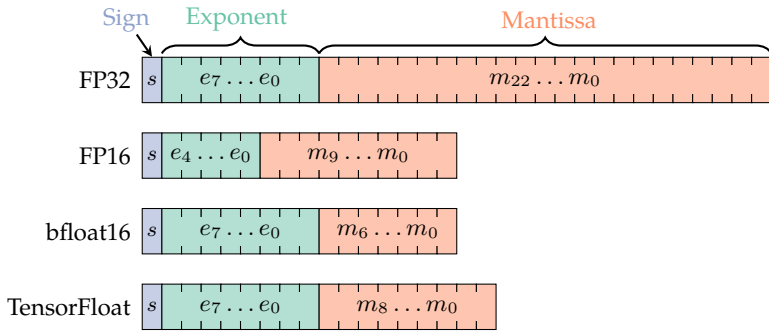 Sign Exponent Mantissa
FP32 s e₇ … e₀ m₂₂ … m₀
FP16 s e₄ … e₀ m₉ … m₀
bfloat16 s e₇ … e₀ m₆ … m₀
TensorFloat s e₇ … e₀ m₈ … m₀